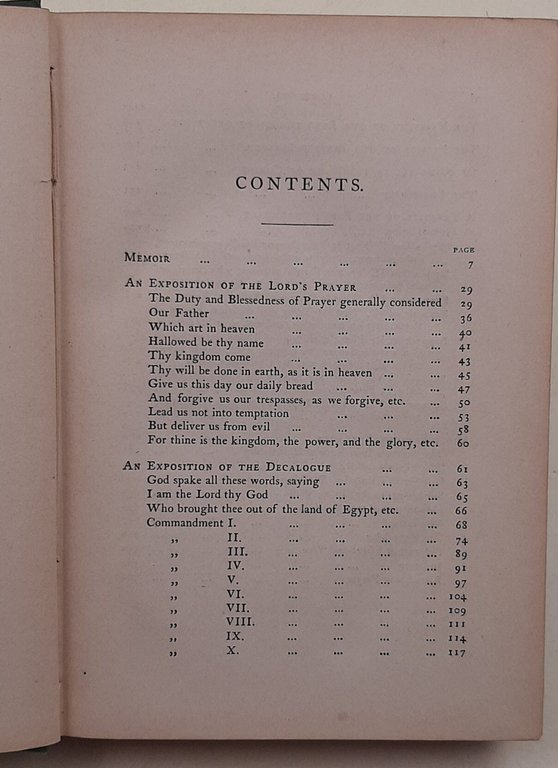 CONTENTS.
PAGE
MEMOIR ... ... ... ... ... ... 7
AN EXPOSITION OF THE LORD'S PRAYER ... ... 29
The Duty and Blessedness of Prayer generally considered 29
Our Father ... ... ... ... ... 36
Which art in heaven ... ... ... ... 40
Hallowed be thy name ... ... ... ... 41
Thy kingdom come ... ... ... ... 43
Thy will be done in earth, as it is in heaven ... ... 45
Give us this day our daily bread ... ... ... 47
And forgive us our trespasses, as we forgive, etc. ... 50
Lead us not into temptation ... ... ... 53
But deliver us from evil ... ... ... ... 58
For thine is the kingdom, the power, and the glory, etc. 60
AN EXPOSITION OF THE DECALOGUE ... ... 61
God spake all these words, saying ... ... ... 63
I am the Lord thy God ... ... ... ... 65
Who brought thee out of the land of Egypt, etc. ... 66
Commandment I. ... ... ... ... 68
„ II. ... ... ... ... 74
„ III. ... ... ... ... 89
„ IV. ... ... ... ... 91
„ V. ... ... ... ... 97
„ VI. ... ... ... ... 104
„ VII. ... ... ... ... 109
„ VIII. ... ... ... ... 111
„ IX. ... ... ... ... 114
„ X. ... ... ... ... 117